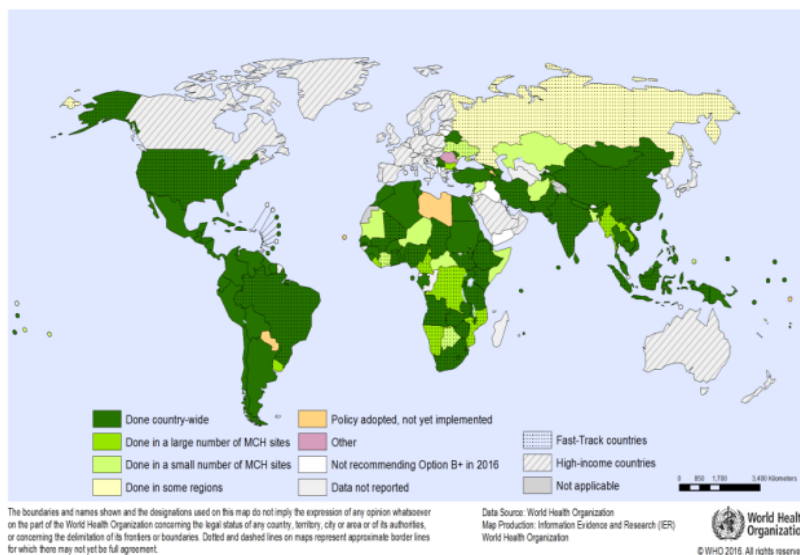 Done country-wide
Done in a large number of MCH sites
Done in a small number of MCH sites
Done in some regions
Policy adopted, not yet implemented
Other
Not recommending Option B+ in 2016
Data not reported
Fast-Track countries
High-income countries
Not applicable
0 850 1,700 3,400 Kilometers
The boundaries and names shown and the designations used on this map do not imply the expression of any opinion whatsoever
on the part of the World Health Organization concerning the legal status of any country, territory, city or area or of its authorities,
or concerning the delimitation of its frontiers or boundaries. Dotted and dashed lines on maps represent approximate border lines
for which there may not yet be full agreement.
Data Source: World Health Organization
Map Production: Information Evidence and Research (IER)
World Health Organization
World Healt
Organizatio
© WHO 2016. All rights reserve